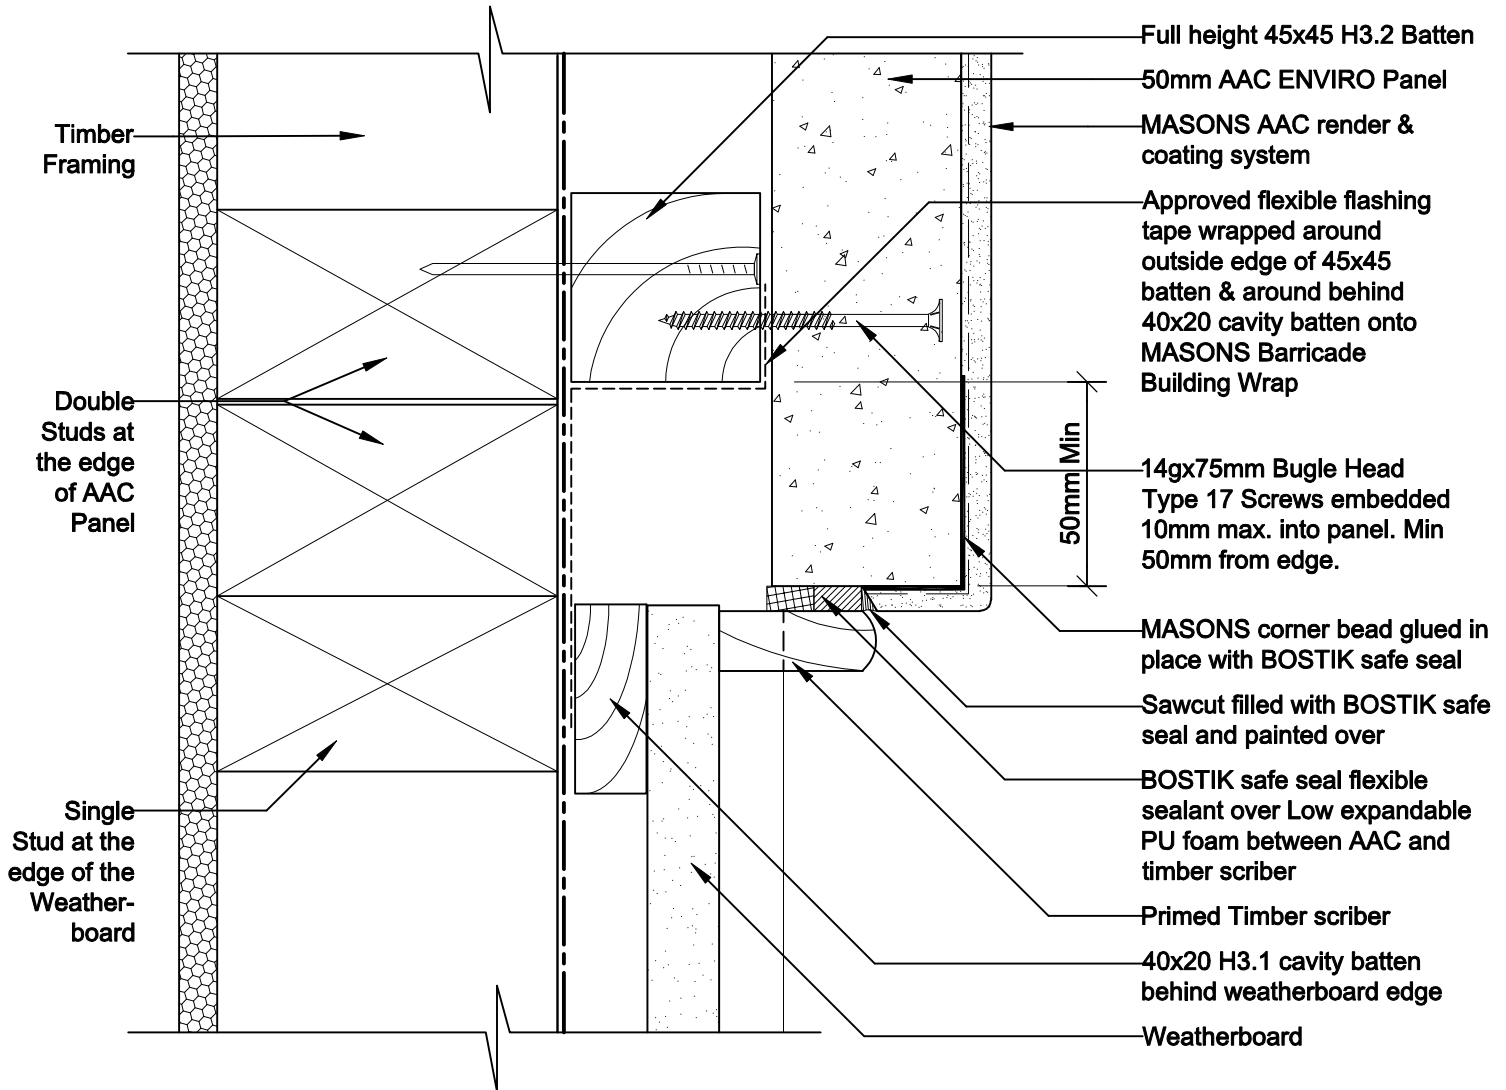 Timber
Framing
Double
Studs at
the edge
of AAC
Panel
Single
Stud at the
edge of the
Weather-
board
50mm Min
Full height 45x45 H3.2 Batten
50mm AAC ENVIRO Panel
MASONS AAC render &
coating system
Approved flexible flashing
tape wrapped around
outside edge of 45x45
batten & around behind
40x20 cavity batten onto
MASONS Barricade
Building Wrap
14gx75mm Bugle Head
Type 17 Screws embedded
10mm max. into panel. Min
50mm from edge.
MASONS corner bead glued in
place with BOSTIK safe seal
Sawcut filled with BOSTIK safe
seal and painted over
BOSTIK safe seal flexible
sealant over Low expandable
PU foam between AAC and
timber scriber
Primed Timber scriber
40x20 H3.1 cavity batten
behind weatherboard edge
Weatherboard